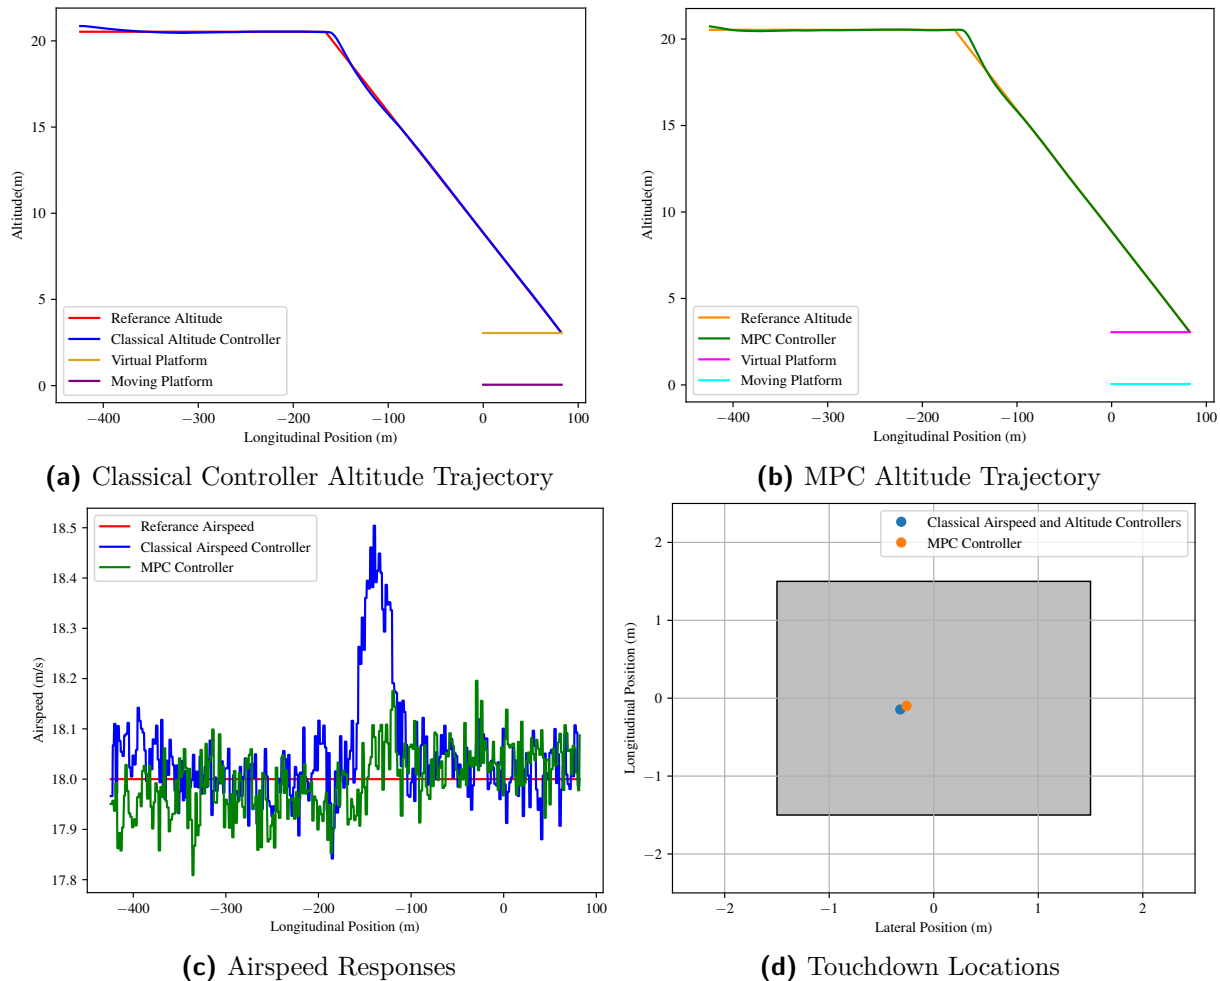 20
15
10
5
0
Altitude(m)
Referance Altitude
Classical Altitude Controller
Virtual Platform
Moving Platform
−400 −300 −200 −100 0 100
Longitudinal Position (m)
(a) Classical Controller Altitude Trajectory
20
15
10
5
0
Altitude(m)
Referance Altitude
MPC Controller
Virtual Platform
Moving Platform
−400 −300 −200 −100 0 100
Longitudinal Position (m)
(b) MPC Altitude Trajectory
18.5
18.4
18.3
18.2
18.1
18.0
17.9
17.8
Airspeed (m/s)
Referance Airspeed
Classical Airspeed Controller
MPC Controller
−400 −300 −200 −100 0 100
Longitudinal Position (m)
(c) Airspeed Responses
2
1
0
−1
−2
Longitudinal Position (m)
Classical Airspeed and Altitude Controllers
MPC Controller
−2 −1 0 1 2
Lateral Position (m)
(d) Touchdown Locations